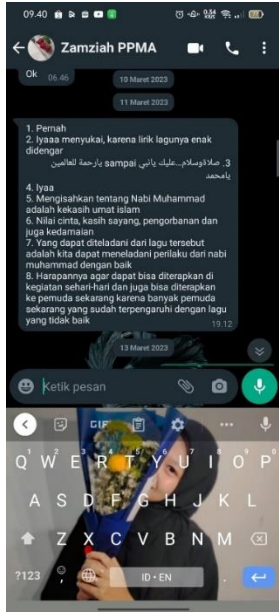 09.40
Zamziah PPMA
Ok 06.46
10 Maret 2023
11 Maret 2023
1. Pernah
2. Iyaaa menyukai, karena lirik lagunya enak
didengar
3. صلاةوسلام...عليك يانبي sampai يارحمة للعالمين
يامحمد
4. Iyaa
5. Mengisahkan tentang Nabi Muhammad
adalah kekasih umat islam
6. Nilai cinta, kasih sayang, pengorbanan dan
juga kedamaian
7. Yang dapat diteladani dari lagu tersebut
adalah kita dapat meneladani perilaku dari nabi
muhammad dengan baik
8. Harapannya agar dapat bisa diterapkan di
kegiatan sehari-hari dan juga bisa diterapkan
ke pemuda sekarang karena banyak pemuda
sekarang yang sudah terpengaruhi dengan lagu
yang tidak baik
19.12
13 Maret 2023
Ketik pesan
GIF
Q W E R T Y U I O P
A S D F G H J K L
Z X C V B N M
?123 , ID • EN .